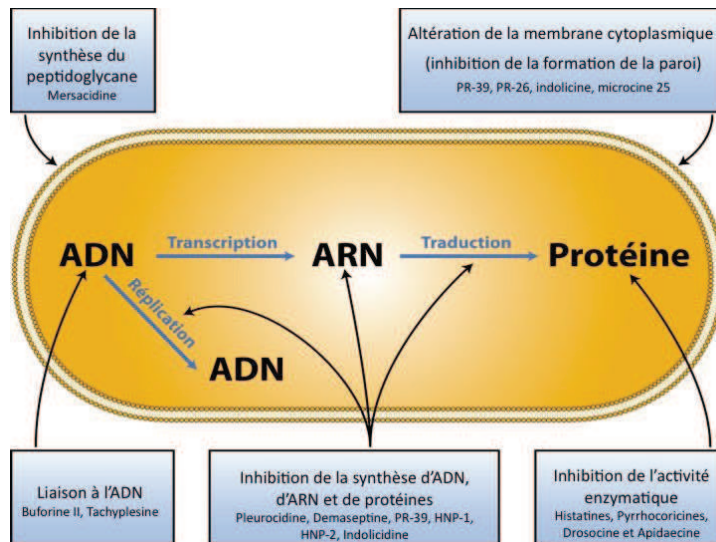 Inhibition de la
synthèse du
peptidoglycane
Mersacidine
Altération de la membrane cytoplasmique
(inhibition de la formation de la paroi)
PR-39, PR-26, indolicine, microcine 25
ADN
Transcription
ARN
Traduction
Protéine
Réplication
ADN
Liaison à l'ADN
Buforine II, Tachyplesine
Inhibition de la synthèse d'ADN,
d'ARN et de protéines
Pleurocidine, Demaseptine, PR-39, HNP-1,
HNP-2, Indolicidine
Inhibition de l'activité
enzymatique
Histatines, Pyrrhocoricines,
Drosocine et Apidaecine